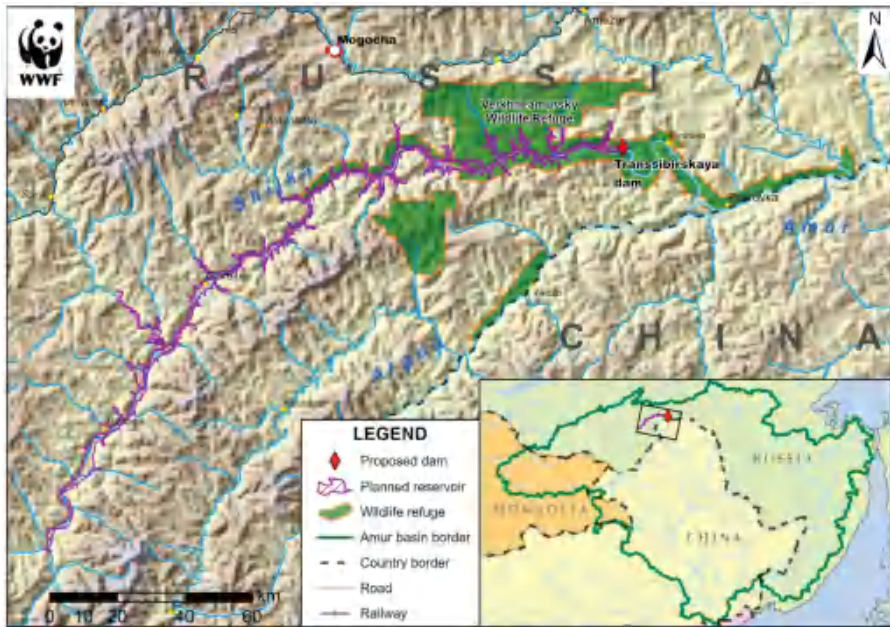 WWF
Mogocha
N
R U S S I A
Verkhneamursky
Wildlife Refuge
Transsibirskaya
dam
Shilka
Amur
Argun
C H I N A
LEGEND
Proposed dam
Planned reservoir
Wildlife refuge
Amur basin border
Country border
Road
Railway
km
0 10 20 40 60
RUSSIA
MONGOLIA
CHINA